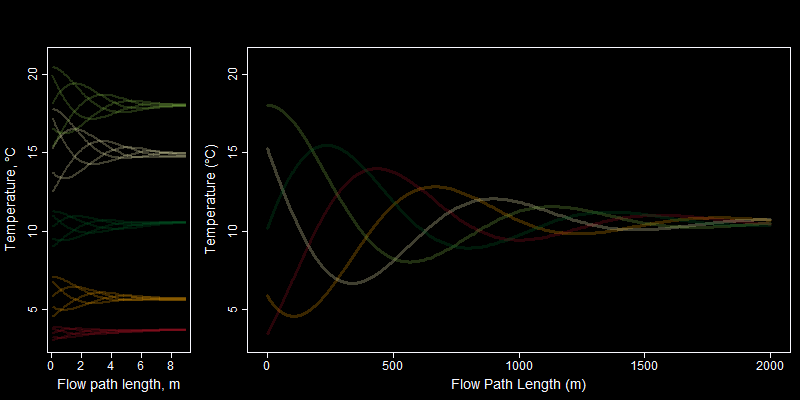 20
15
10
5
Temperature, °C
0 2 4 6 8
Flow path length, m
20
15
10
5
Temperature (°C)
0 500 1000 1500 2000
Flow Path Length (m)